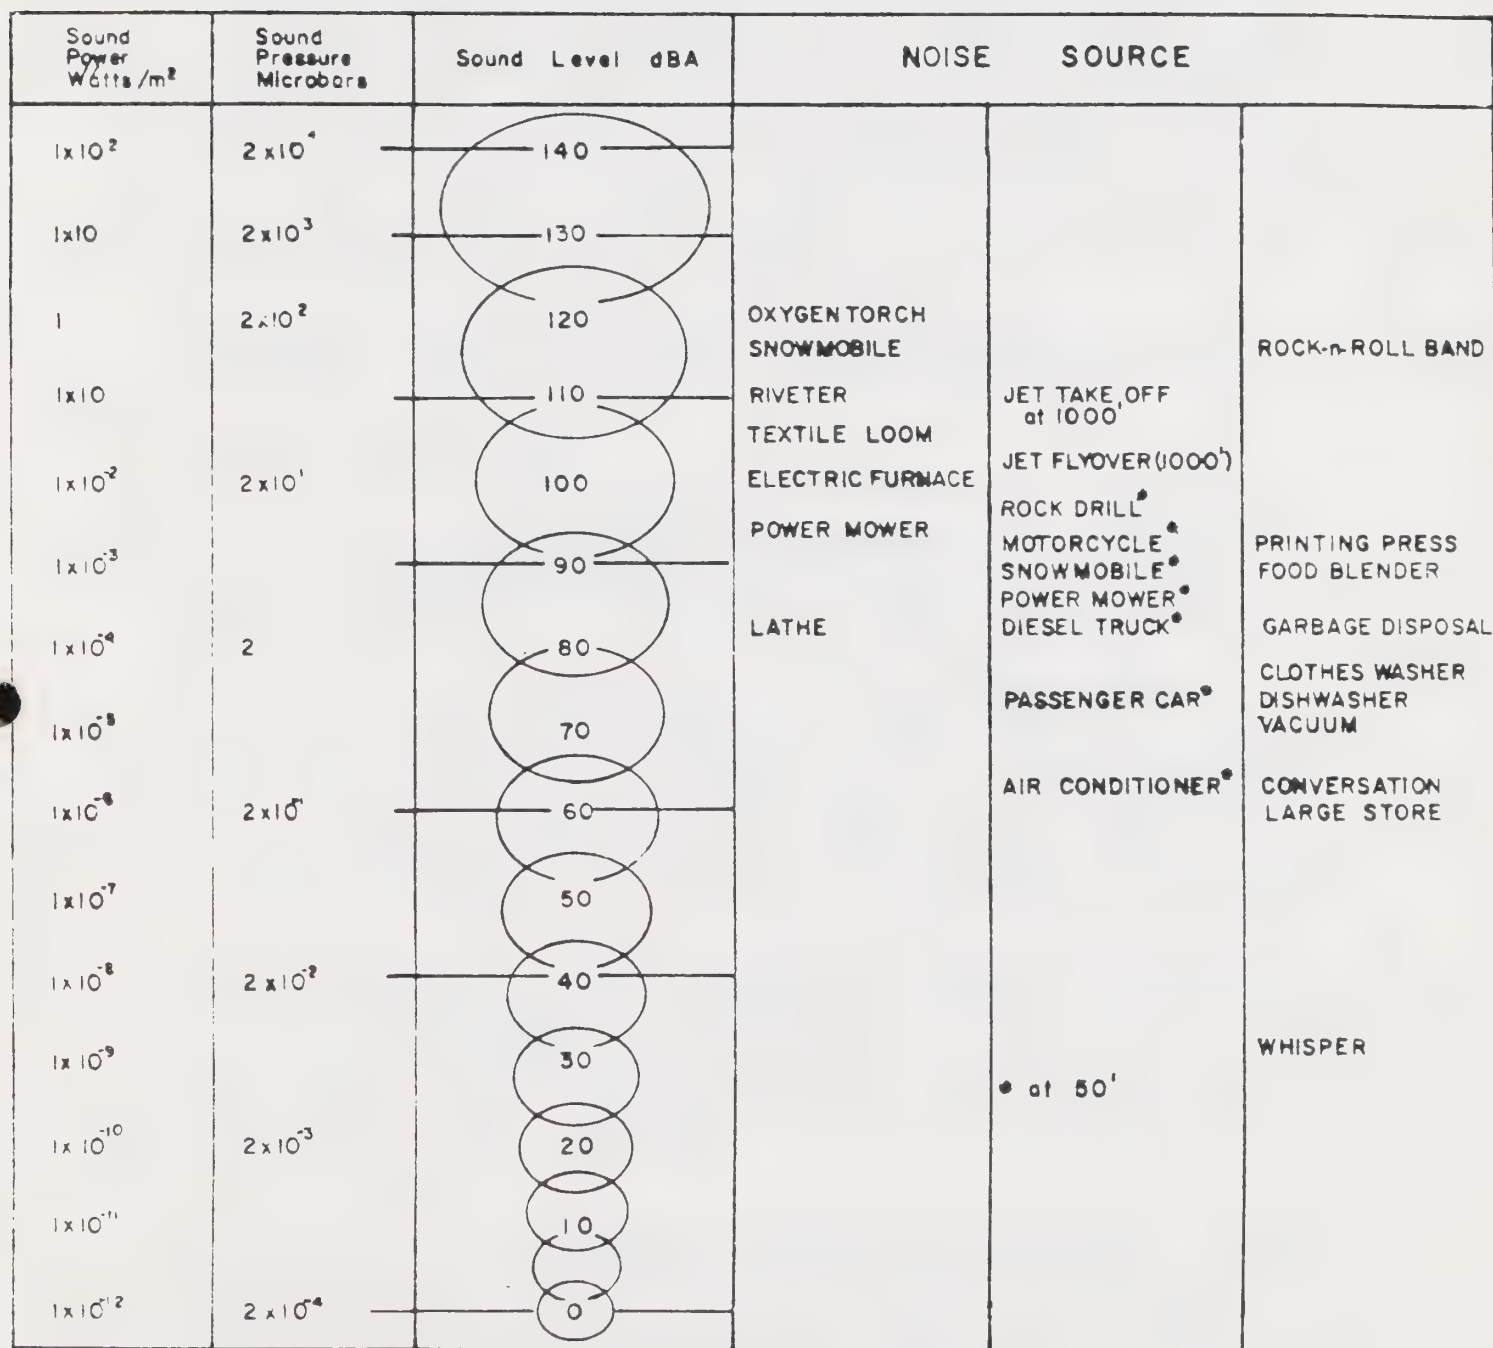 Sound Power Watts/m² Sound Pressure Microbars Sound Level dBA NOISE SOURCE
1x10² 2x10⁴ 140
1x10 2x10³ 130
1 2x10² 120 OXYGEN TORCH
SNOWMOBILE ROCK-n-ROLL BAND
1x10 110 RIVETER JET TAKE OFF
at 1000'
TEXTILE LOOM
JET FLYOVER (1000')
1x10⁻² 2x10¹ 100 ELECTRIC FURNACE
ROCK DRILL*
POWER MOWER
MOTORCYCLE* PRINTING PRESS
1x10⁻³ 90 SNOWMOBILE* FOOD BLENDER
POWER MOWER*
LATHE DIESEL TRUCK* GARBAGE DISPOSAL
1x10⁻⁴ 2 80
CLOTHES WASHER
PASSENGER CAR* DISHWASHER
1x10⁻⁵ 70 VACUUM
AIR CONDITIONER* CONVERSATION
1x10⁻⁶ 2x10⁻¹ 60 LARGE STORE
1x10⁻⁷ 50
1x10⁻⁸ 2x10⁻² 40
1x10⁻⁹ 30 WHISPER
* at 50'
1x10⁻¹⁰ 2x10⁻³ 20
1x10⁻¹¹ 10
1x10⁻¹² 2x10⁻⁴ 0